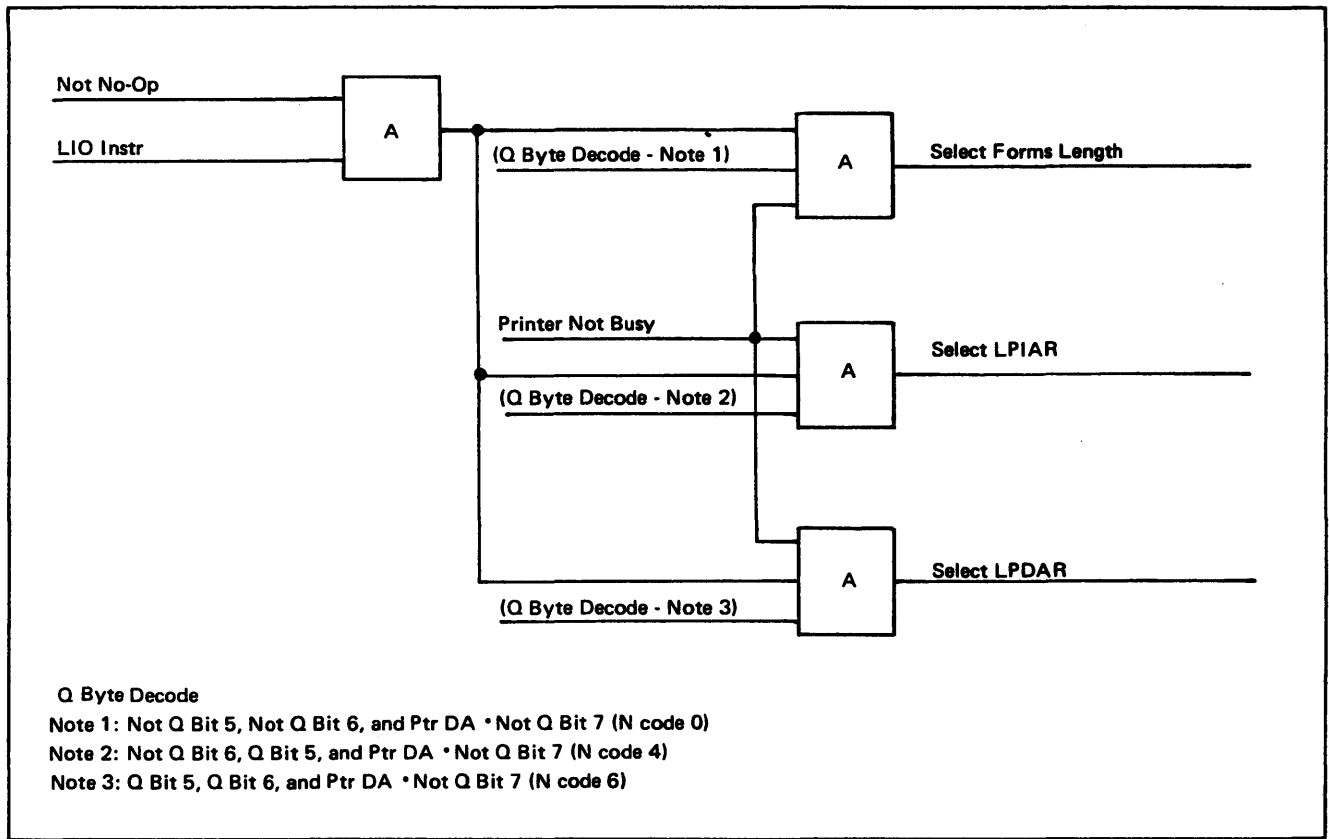 Not No-Op
A
LIO Instr
(Q Byte Decode - Note 1)
A
Select Forms Length
Printer Not Busy
A
Select LPIAR
(Q Byte Decode - Note 2)
A
Select LPDAR
(Q Byte Decode - Note 3)
Q Byte Decode
Note 1: Not Q Bit 5, Not Q Bit 6, and Ptr DA • Not Q Bit 7 (N code 0)
Note 2: Not Q Bit 6, Q Bit 5, and Ptr DA • Not Q Bit 7 (N code 4)
Note 3: Q Bit 5, Q Bit 6, and Ptr DA • Not Q Bit 7 (N code 6)